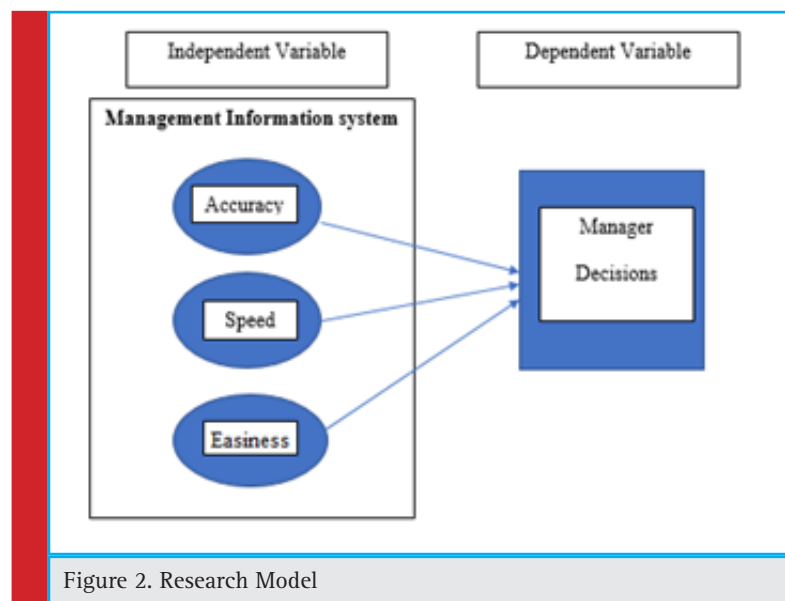 Independent Variable
Dependent Variable
Management Information system
Accuracy
Speed
Easiness
Manager
Decisions
Figure 2. Research Model